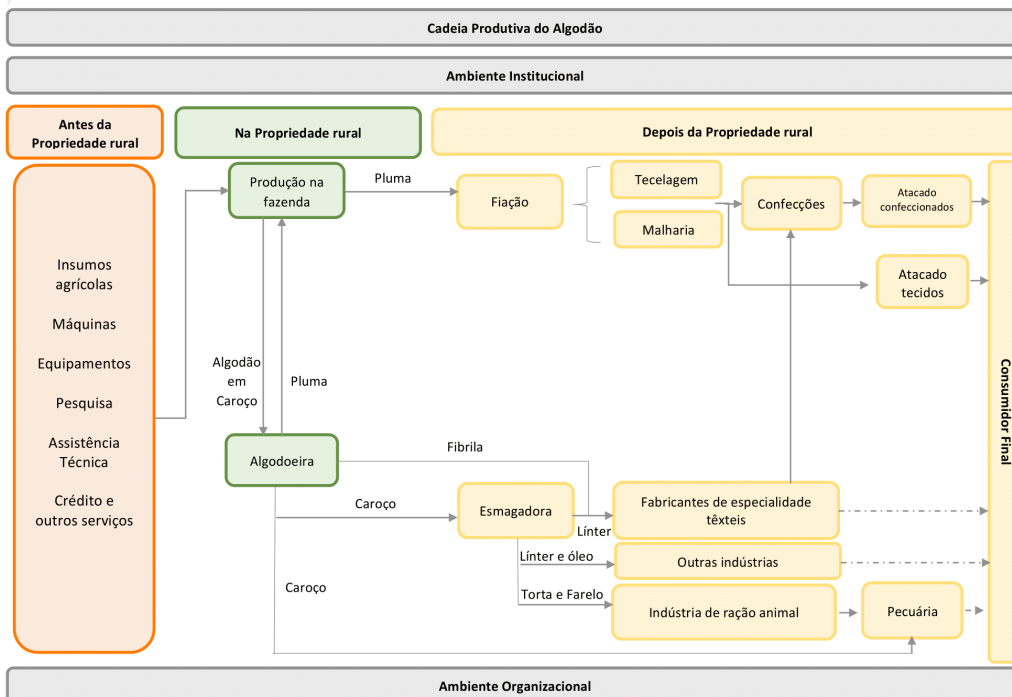 Cadeia Produtiva do Algodão
Ambiente Institucional
Antes da
Propriedade rural
Na Propriedade rural
Depois da Propriedade rural
Insumos
agrícolas
Máquinas
Equipamentos
Pesquisa
Assistência
Técnica
Crédito e
outros serviços
Produção na
fazenda
Pluma
Fiação
Tecelagem
Malharia
Confecções
Atacado
confeccionados
Atacado
tecidos
Algodão
em
Caroço
Pluma
Algodoeira
Fibrila
Caroço
Esmagadora
Línter
Fabricantes de especialidade
têxteis
Línter e óleo
Outras indústrias
Caroço
Torta e Farelo
Indústria de ração animal
Pecuária
Consumidor Final
Ambiente Organizacional